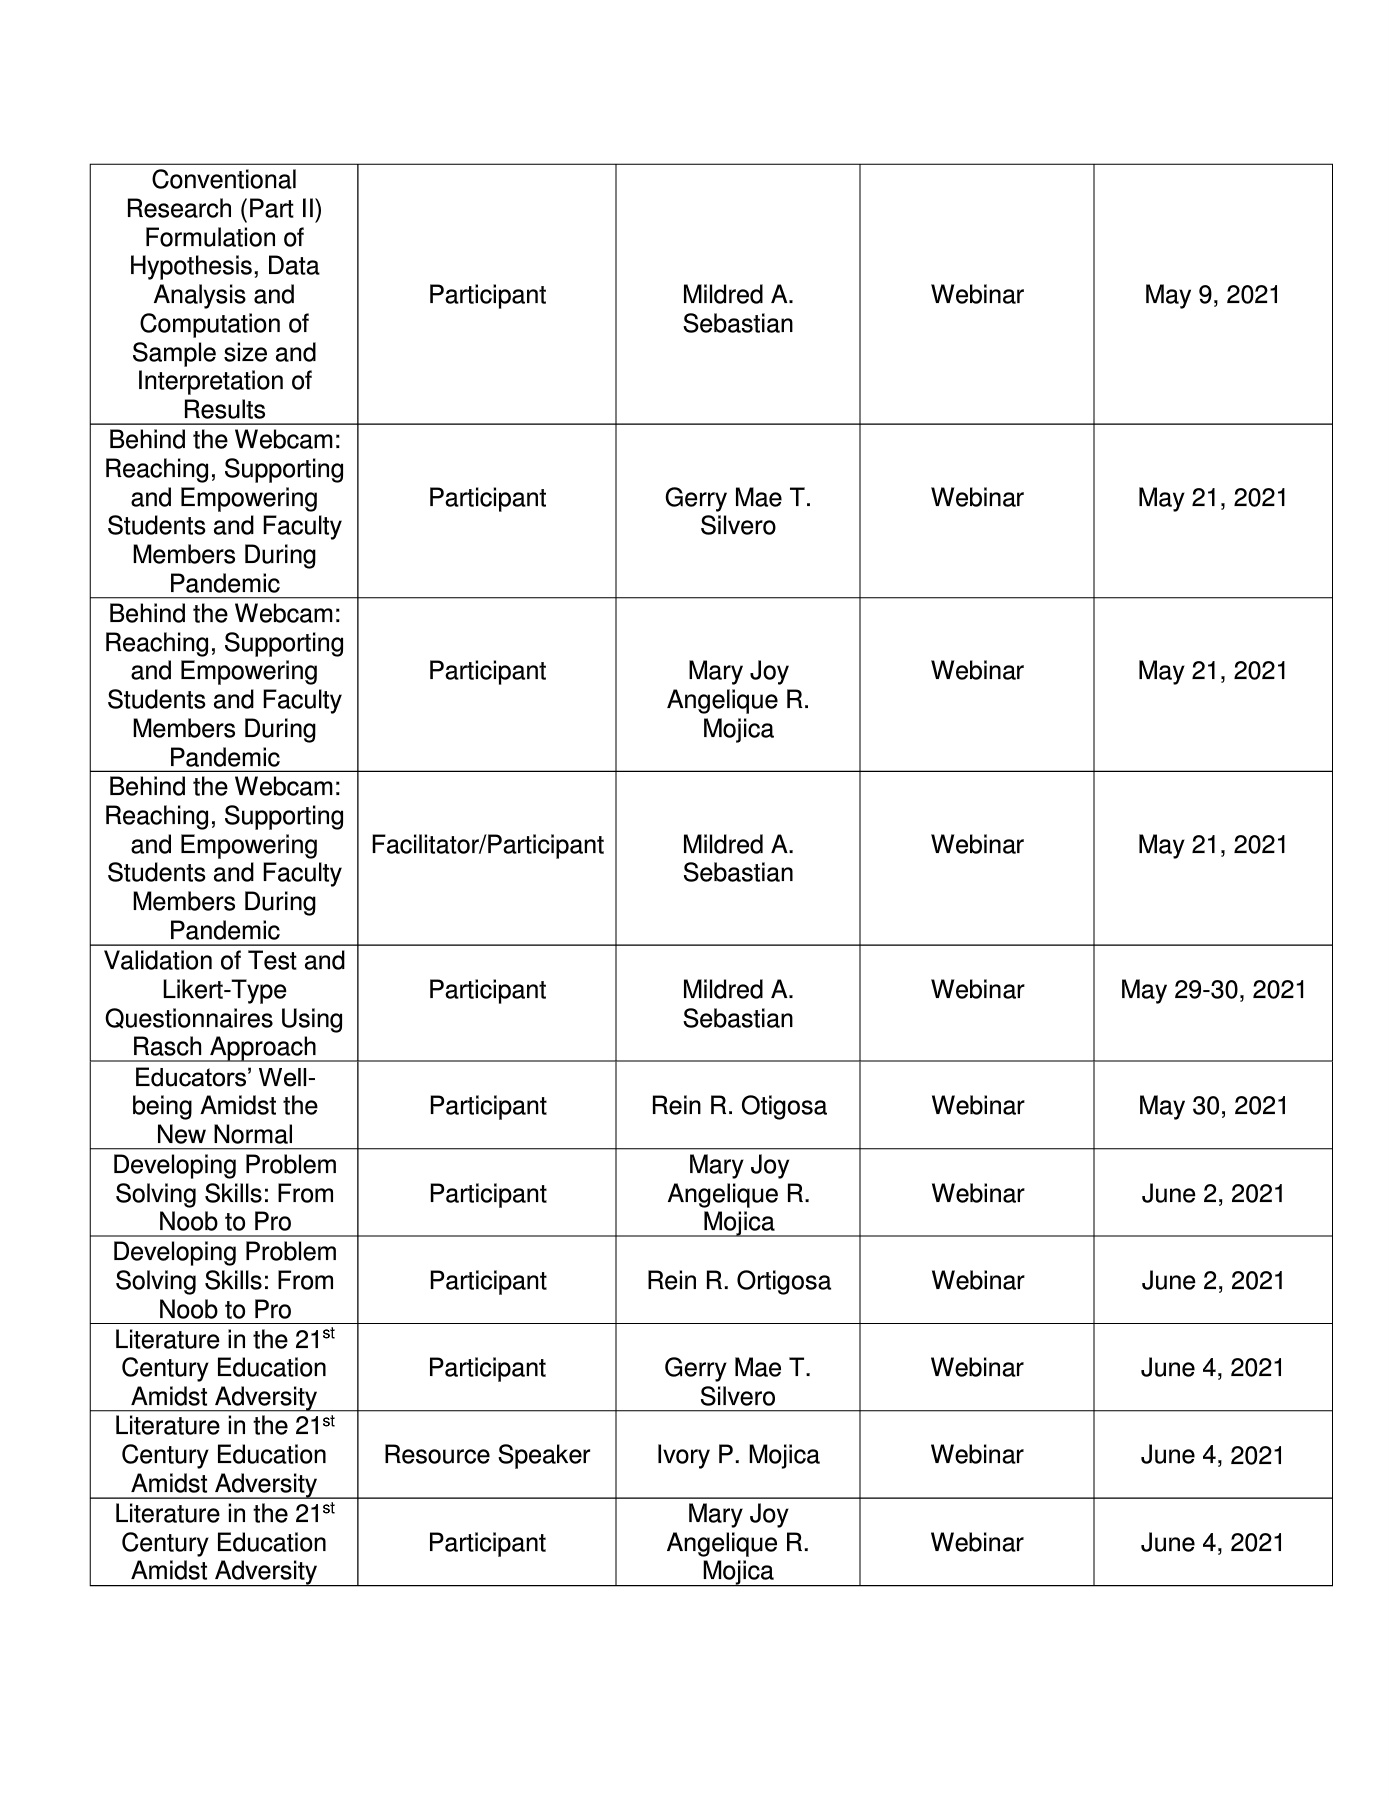 Conventional
Research (Part II)
Formulation of
Hypothesis, Data
Analysis and
Computation of
Sample size and
Interpretation of
Results
Participant
Mildred A.
Sebastian
Webinar
May 9, 2021
Behind the Webcam:
Reaching, Supporting
and Empowering
Students and Faculty
Members During
Pandemic
Participant
Gerry Mae T.
Silvero
Webinar
May 21, 2021
Behind the Webcam:
Reaching, Supporting
and Empowering
Students and Faculty
Members During
Pandemic
Participant
Mary Joy
Angelique R.
Mojica
Webinar
May 21, 2021
Behind the Webcam:
Reaching, Supporting
and Empowering
Students and Faculty
Members During
Pandemic
Facilitator/Participant
Mildred A.
Sebastian
Webinar
May 21, 2021
Validation of Test and
Likert-Type
Questionnaires Using
Rasch Approach
Participant
Mildred A.
Sebastian
Webinar
May 29-30, 2021
Educators’ Well-
being Amidst the
New Normal
Participant
Rein R. Otigosa
Webinar
May 30, 2021
Developing Problem
Solving Skills: From
Noob to Pro
Participant
Mary Joy
Angelique R.
Mojica
Webinar
June 2, 2021
Developing Problem
Solving Skills: From
Noob to Pro
Participant
Rein R. Ortigosa
Webinar
June 2, 2021
Literature in the 21st
Century Education
Amidst Adversity
Participant
Gerry Mae T.
Silvero
Webinar
June 4, 2021
Literature in the 21st
Century Education
Amidst Adversity
Resource Speaker
Ivory P. Mojica
Webinar
June 4, 2021
Literature in the 21st
Century Education
Amidst Adversity
Participant
Mary Joy
Angelique R.
Mojica
Webinar
June 4, 2021